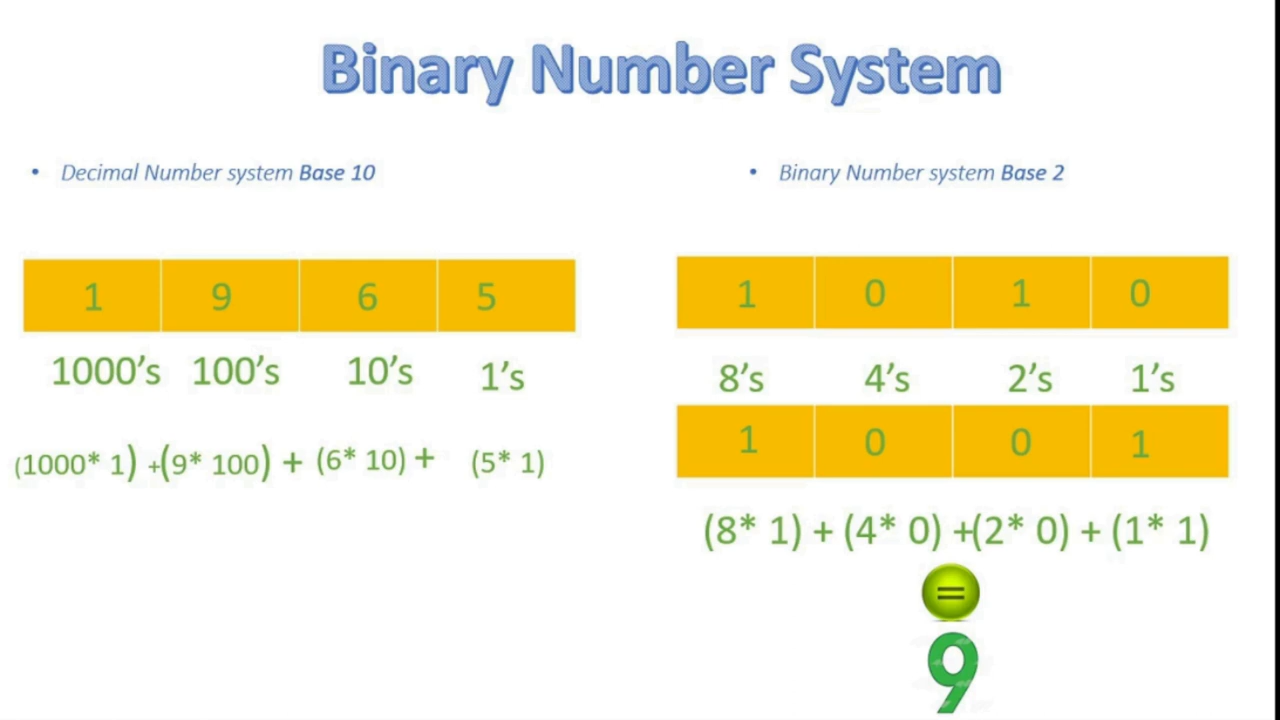 Binary Number System
• Decimal Number system Base 10
1 9 6 5
1000's 100's 10's 1's
(1000* 1) +(9* 100) + (6* 10) + (5* 1)
• Binary Number system Base 2
1 0 1 0
8's 4's 2's 1's
1 0 0 1
(8* 1) + (4* 0) +(2* 0) + (1* 1)
=
9